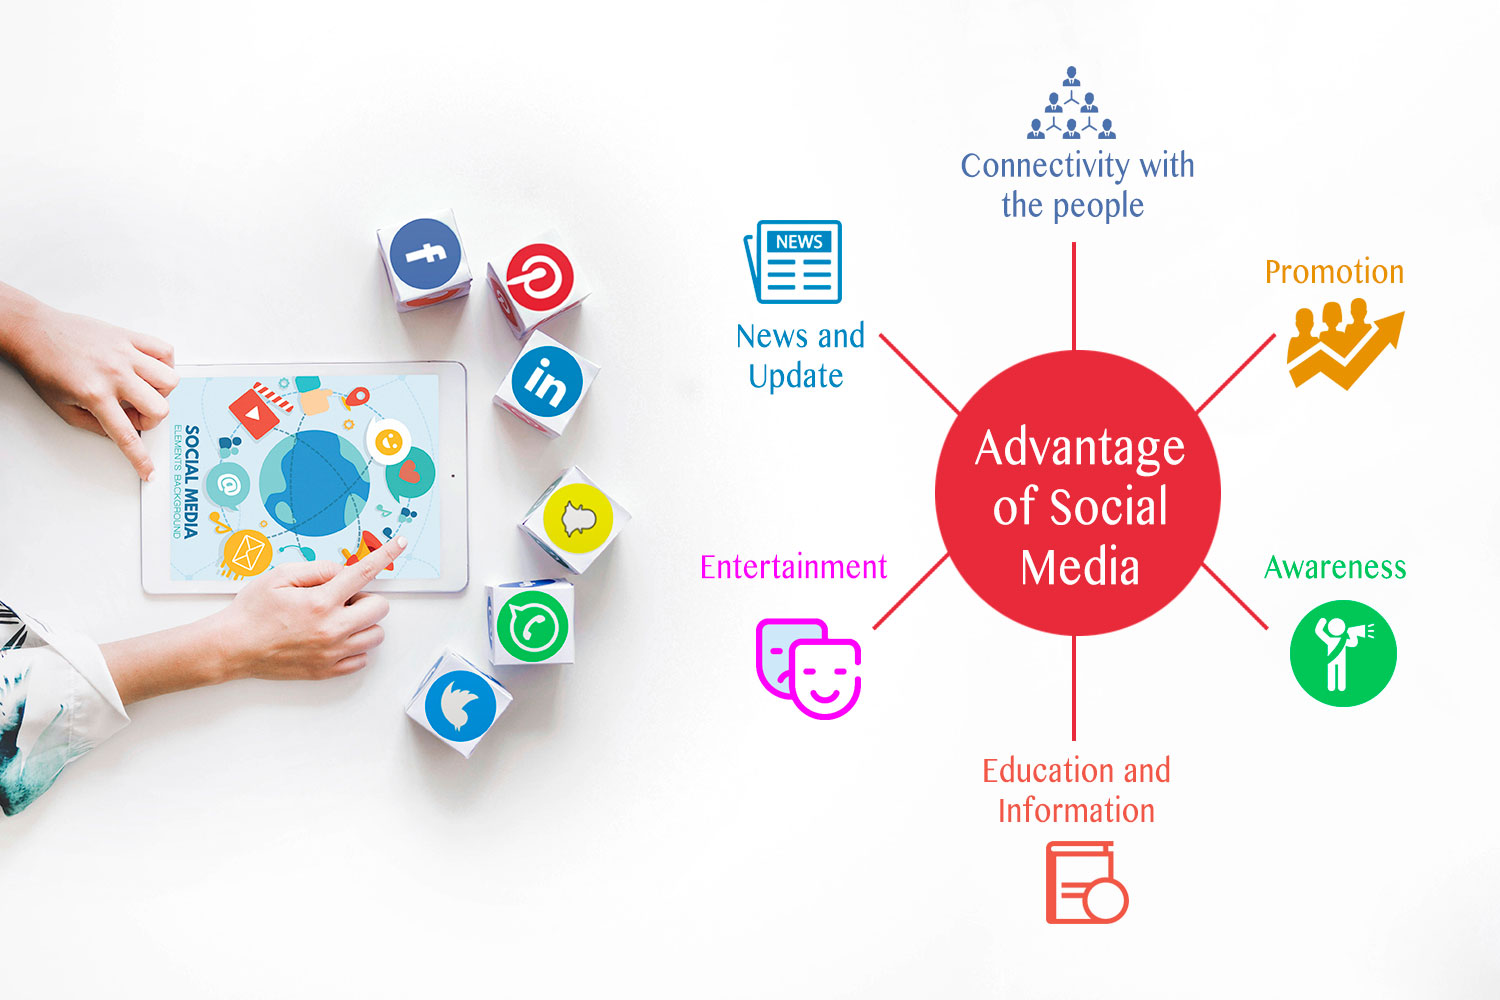 SOCIAL MEDIA
ELEMENTS BACKGROUND
f
in
@
Connectivity with
the people
NEWS
News and
Update
Promotion
Advantage
of Social
Media
Entertainment
Awareness
Education and
Information